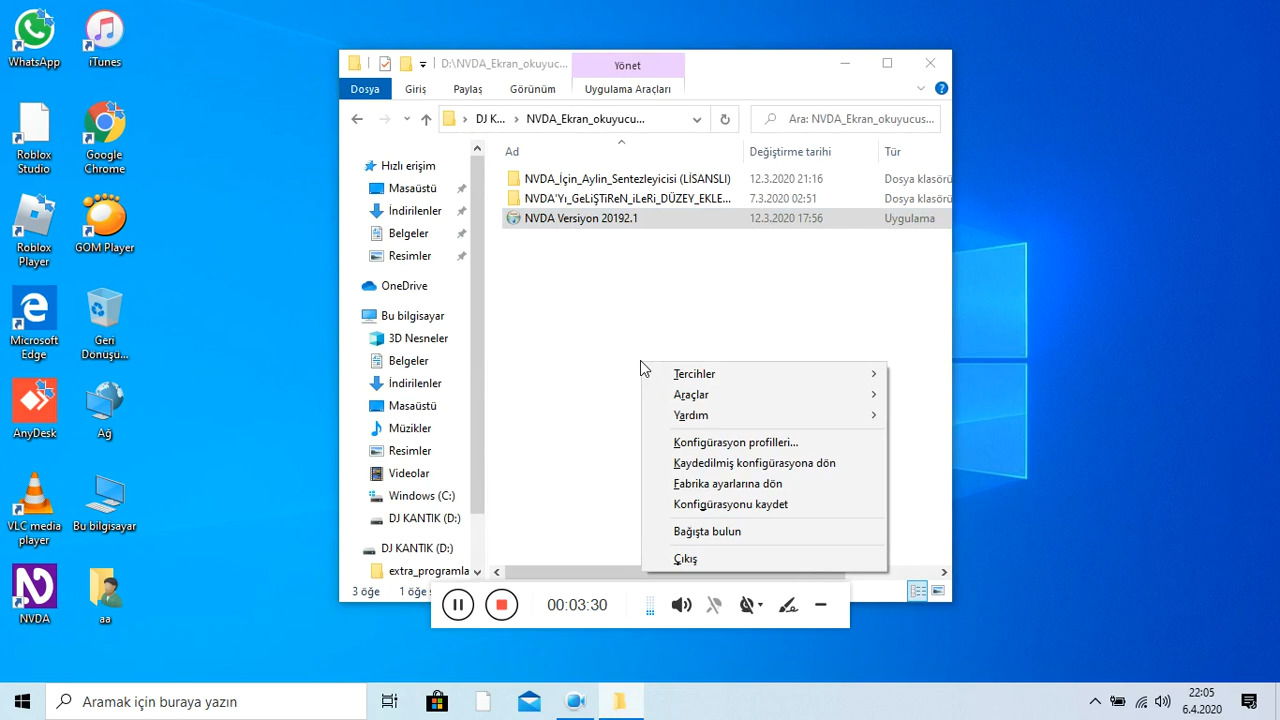 WhatsApp
iTunes
Roblox
Studio
Google
Chrome
Roblox
Player
GOM Player
Microsoft
Edge
Geri
Dönüşü...
AnyDesk
Ağ
VLC media
player
Bu bilgisayar
NVDA
aa
D:\NVDA_Ekran_okuyuc...
Yönet
Dosya
Giriş
Paylaş
Görünüm
Uygulama Araçları
DJ K...
NVDA_Ekran_okuyucu...
Ara: NVDA_Ekran_okuyucus...
Ad
Değiştirme tarihi
Tür
NVDA_İçin_Aylin_Sentezleyicisi (LİSANSLI)
12.3.2020 21:16
Dosya klasörü
NVDA'Yı_GeLiŞTiReN_iLeRi_DÜZEY_EKLE...
7.3.2020 02:51
Dosya klasörü
NVDA Versiyon 20192.1
12.3.2020 17:56
Uygulama
Hızlı erişim
Masaüstü
İndirilenler
Belgeler
Resimler
OneDrive
Bu bilgisayar
3D Nesneler
Belgeler
İndirilenler
Masaüstü
Müzikler
Resimler
Videolar
Windows (C:)
DJ KANTIK (D:)
DJ KANTIK (D:)
extra_programla
3 öğe
1 öğe s
Tercihler
Araçlar
Yardım
Konfigürasyon profilleri...
Kaydedilmiş konfigürasyona dön
Fabrika ayarlarına dön
Konfigürasyonu kaydet
Bağışta bulun
Çıkış
00:03:30
Aramak için buraya yazın
22:05
6.4.2020